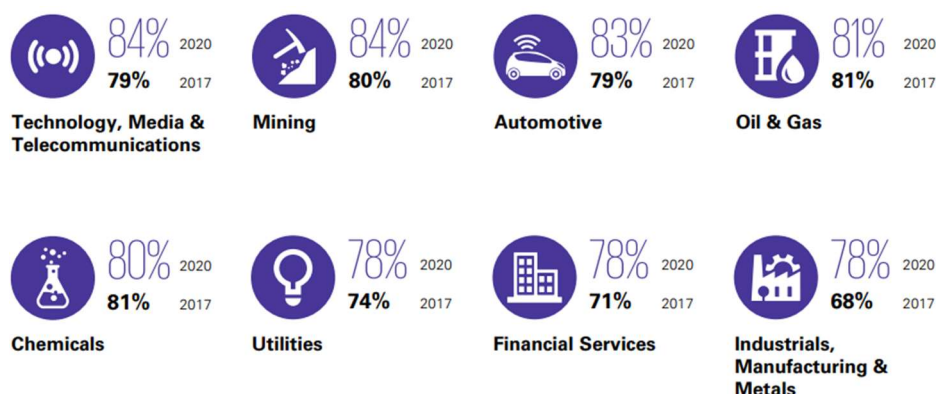 84% 2020
79% 2017
Technology, Media &
Telecommunications
84% 2020
80% 2017
Mining
83% 2020
79% 2017
Automotive
81% 2020
81% 2017
Oil & Gas
80% 2020
81% 2017
Chemicals
78% 2020
74% 2017
Utilities
78% 2020
71% 2017
Financial Services
78% 2020
68% 2017
Industrials,
Manufacturing &
Metals